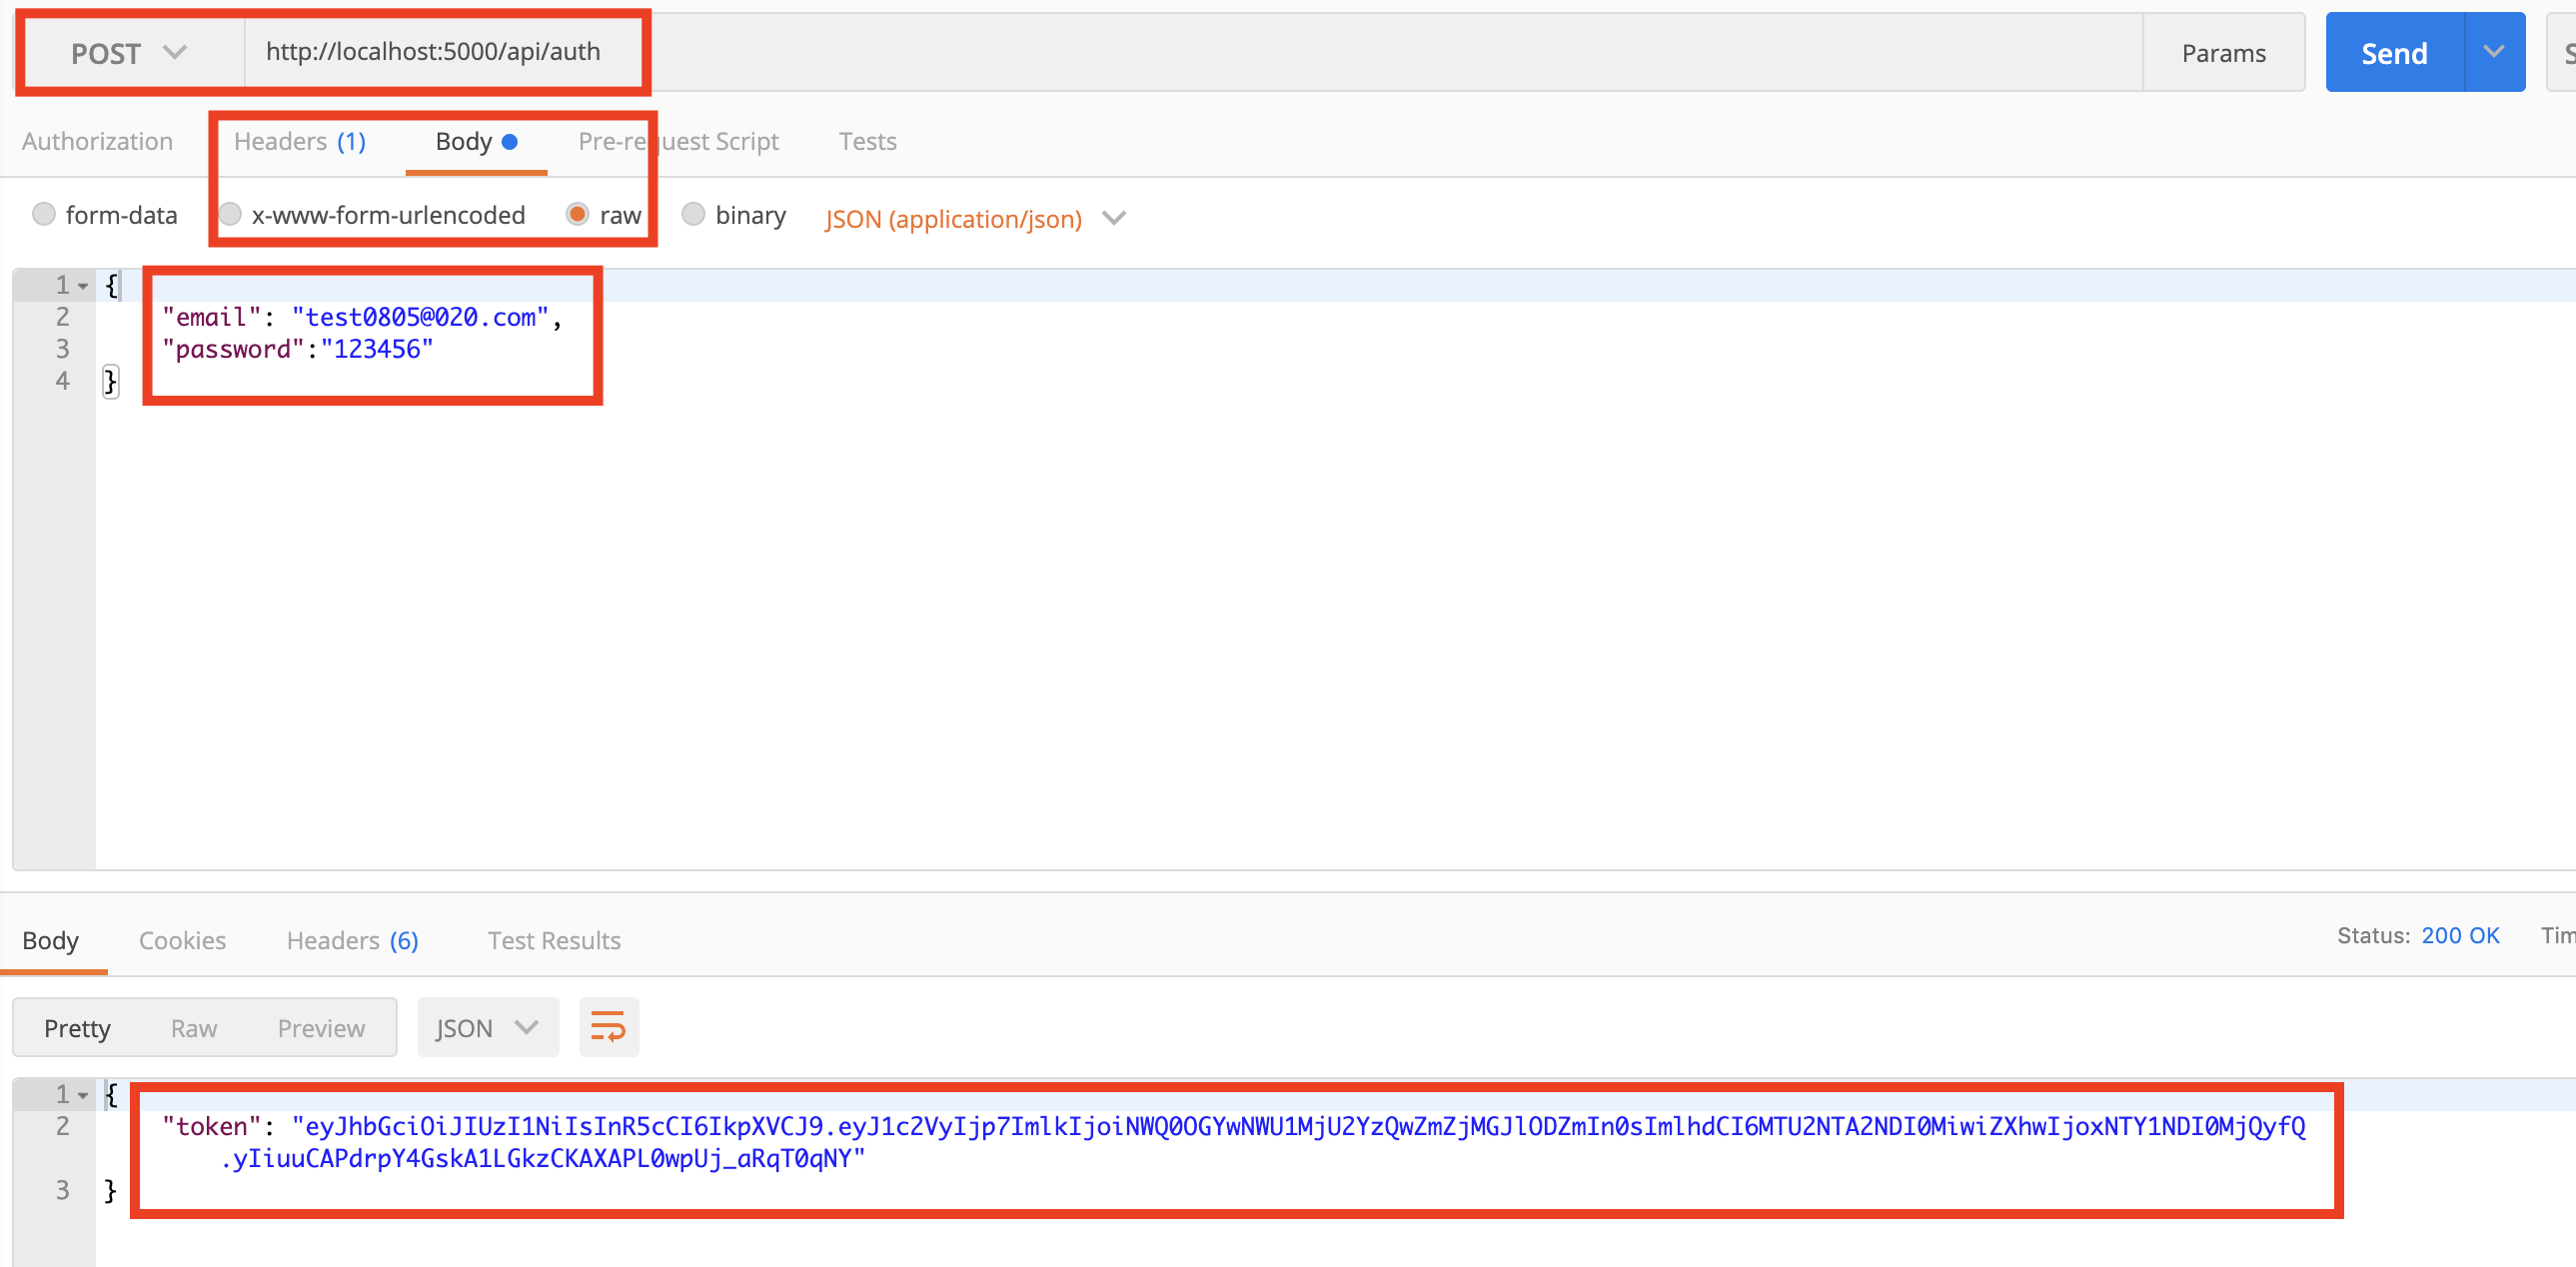 POST http://localhost:5000/api/auth Params Send
Authorization Headers (1) Body Pre-request Script Tests
form-data x-www-form-urlencoded raw binary JSON (application/json)
1 {
2 "email": "test0805@020.com",
3 "password":"123456"
4 }
Body Cookies Headers (6) Test Results Status: 200 OK
Pretty Raw Preview JSON
1 {
2 "token": "eyJhbGciOiJIUzI1NiIsInR5cCI6IkpXVCJ9.eyJ1c2VyIjp7ImlkIjoiNWQ0OGYwNWU1MjU2YzQwZmZjMGJlODZmIn0sImlhdCI6MTU2NTA2NDI0MiwiZXhwIjoxNTY1NDI0MjQyfQ
.yIiuuCAPdrpY4GskA1LGkzCKAXAPL0wpUj_aRqT0qNY"
3 }